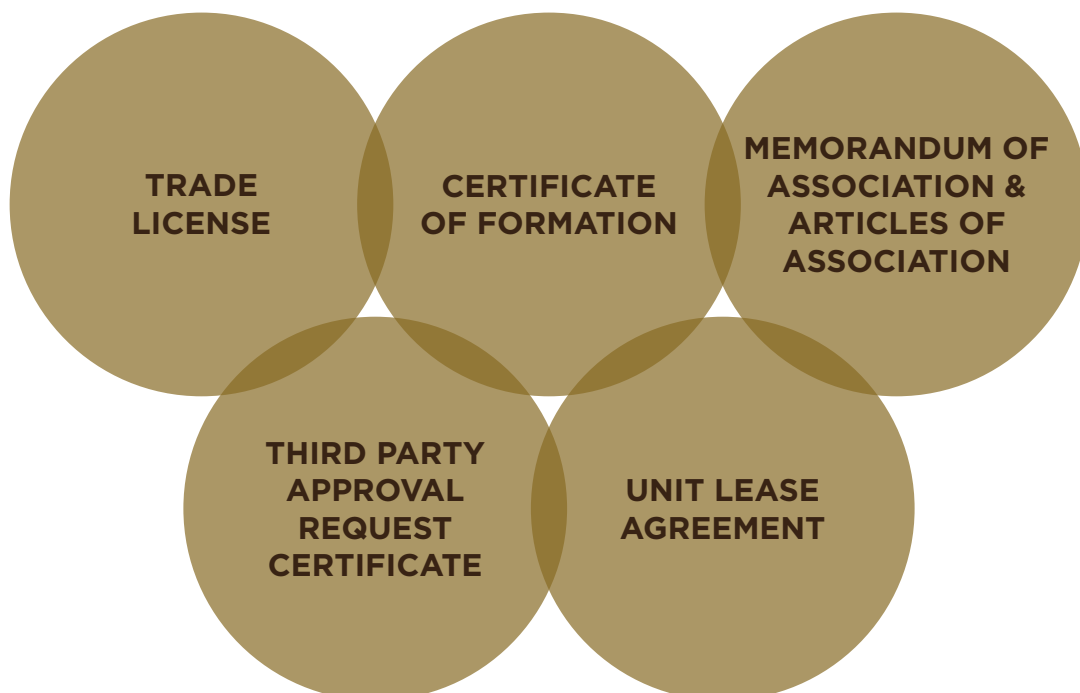 TRADE
LICENSE
CERTIFICATE
OF FORMATION
MEMORANDUM OF
ASSOCIATION &
ARTICLES OF
ASSOCIATION
THIRD PARTY
APPROVAL
REQUEST
CERTIFICATE
UNIT LEASE
AGREEMENT